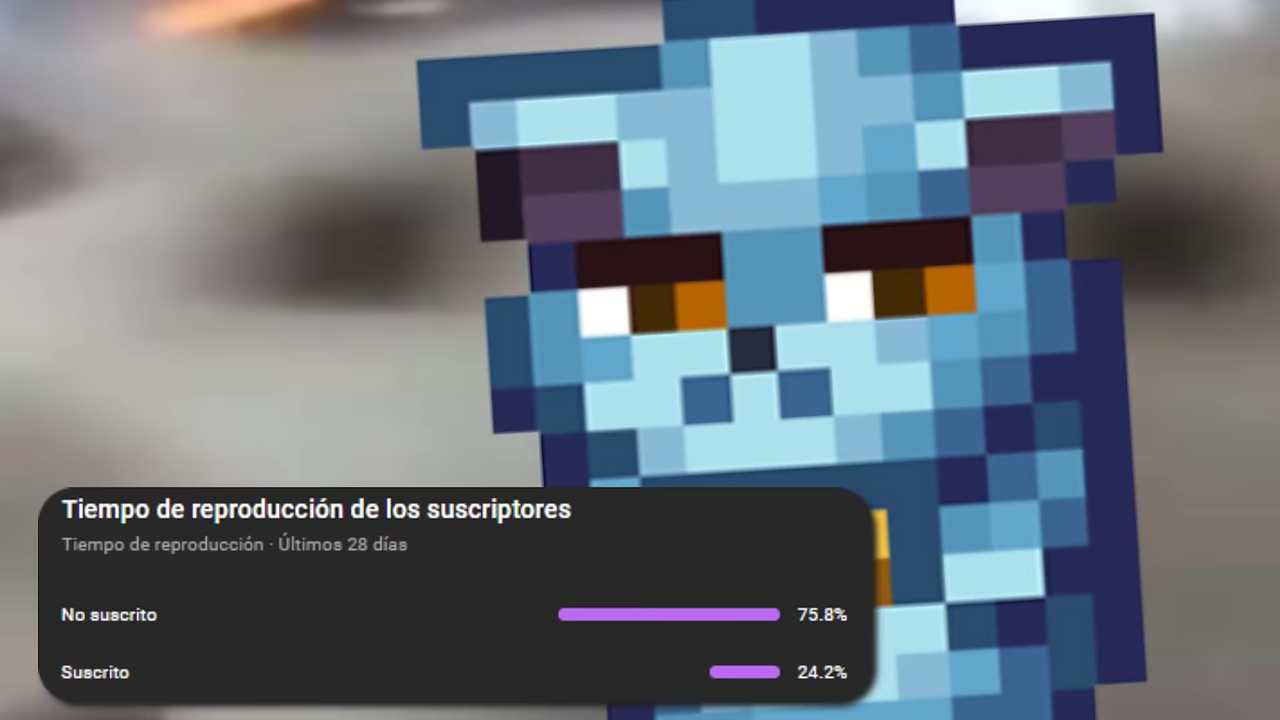 Tiempo de reproducción de los suscriptores
Tiempo de reproducción · Últimos 28 días
No suscrito 75.8%
Suscrito 24.2%